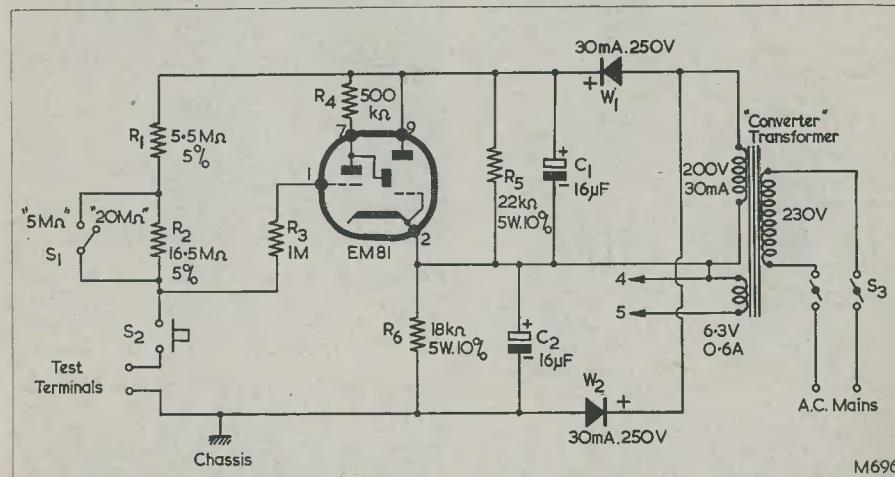 30mA.250V
W1
"Converter"
Transformer
R4
500
kΩ
7
9
R1
5·5MΩ
5%
C1
16μF
200V
30mA
230V
R5
22kΩ
5W.10%
1
"5MΩ"
"20MΩ"
S1
R2
16·5MΩ
5%
R3
1M
EM81
2
4
5
S3
6·3V
0·6A
S2
R6
18kΩ
5W.10%
C2
16μF
Test
Terminals
W2
30mA.250V
A.C. Mains
Chassis
M696